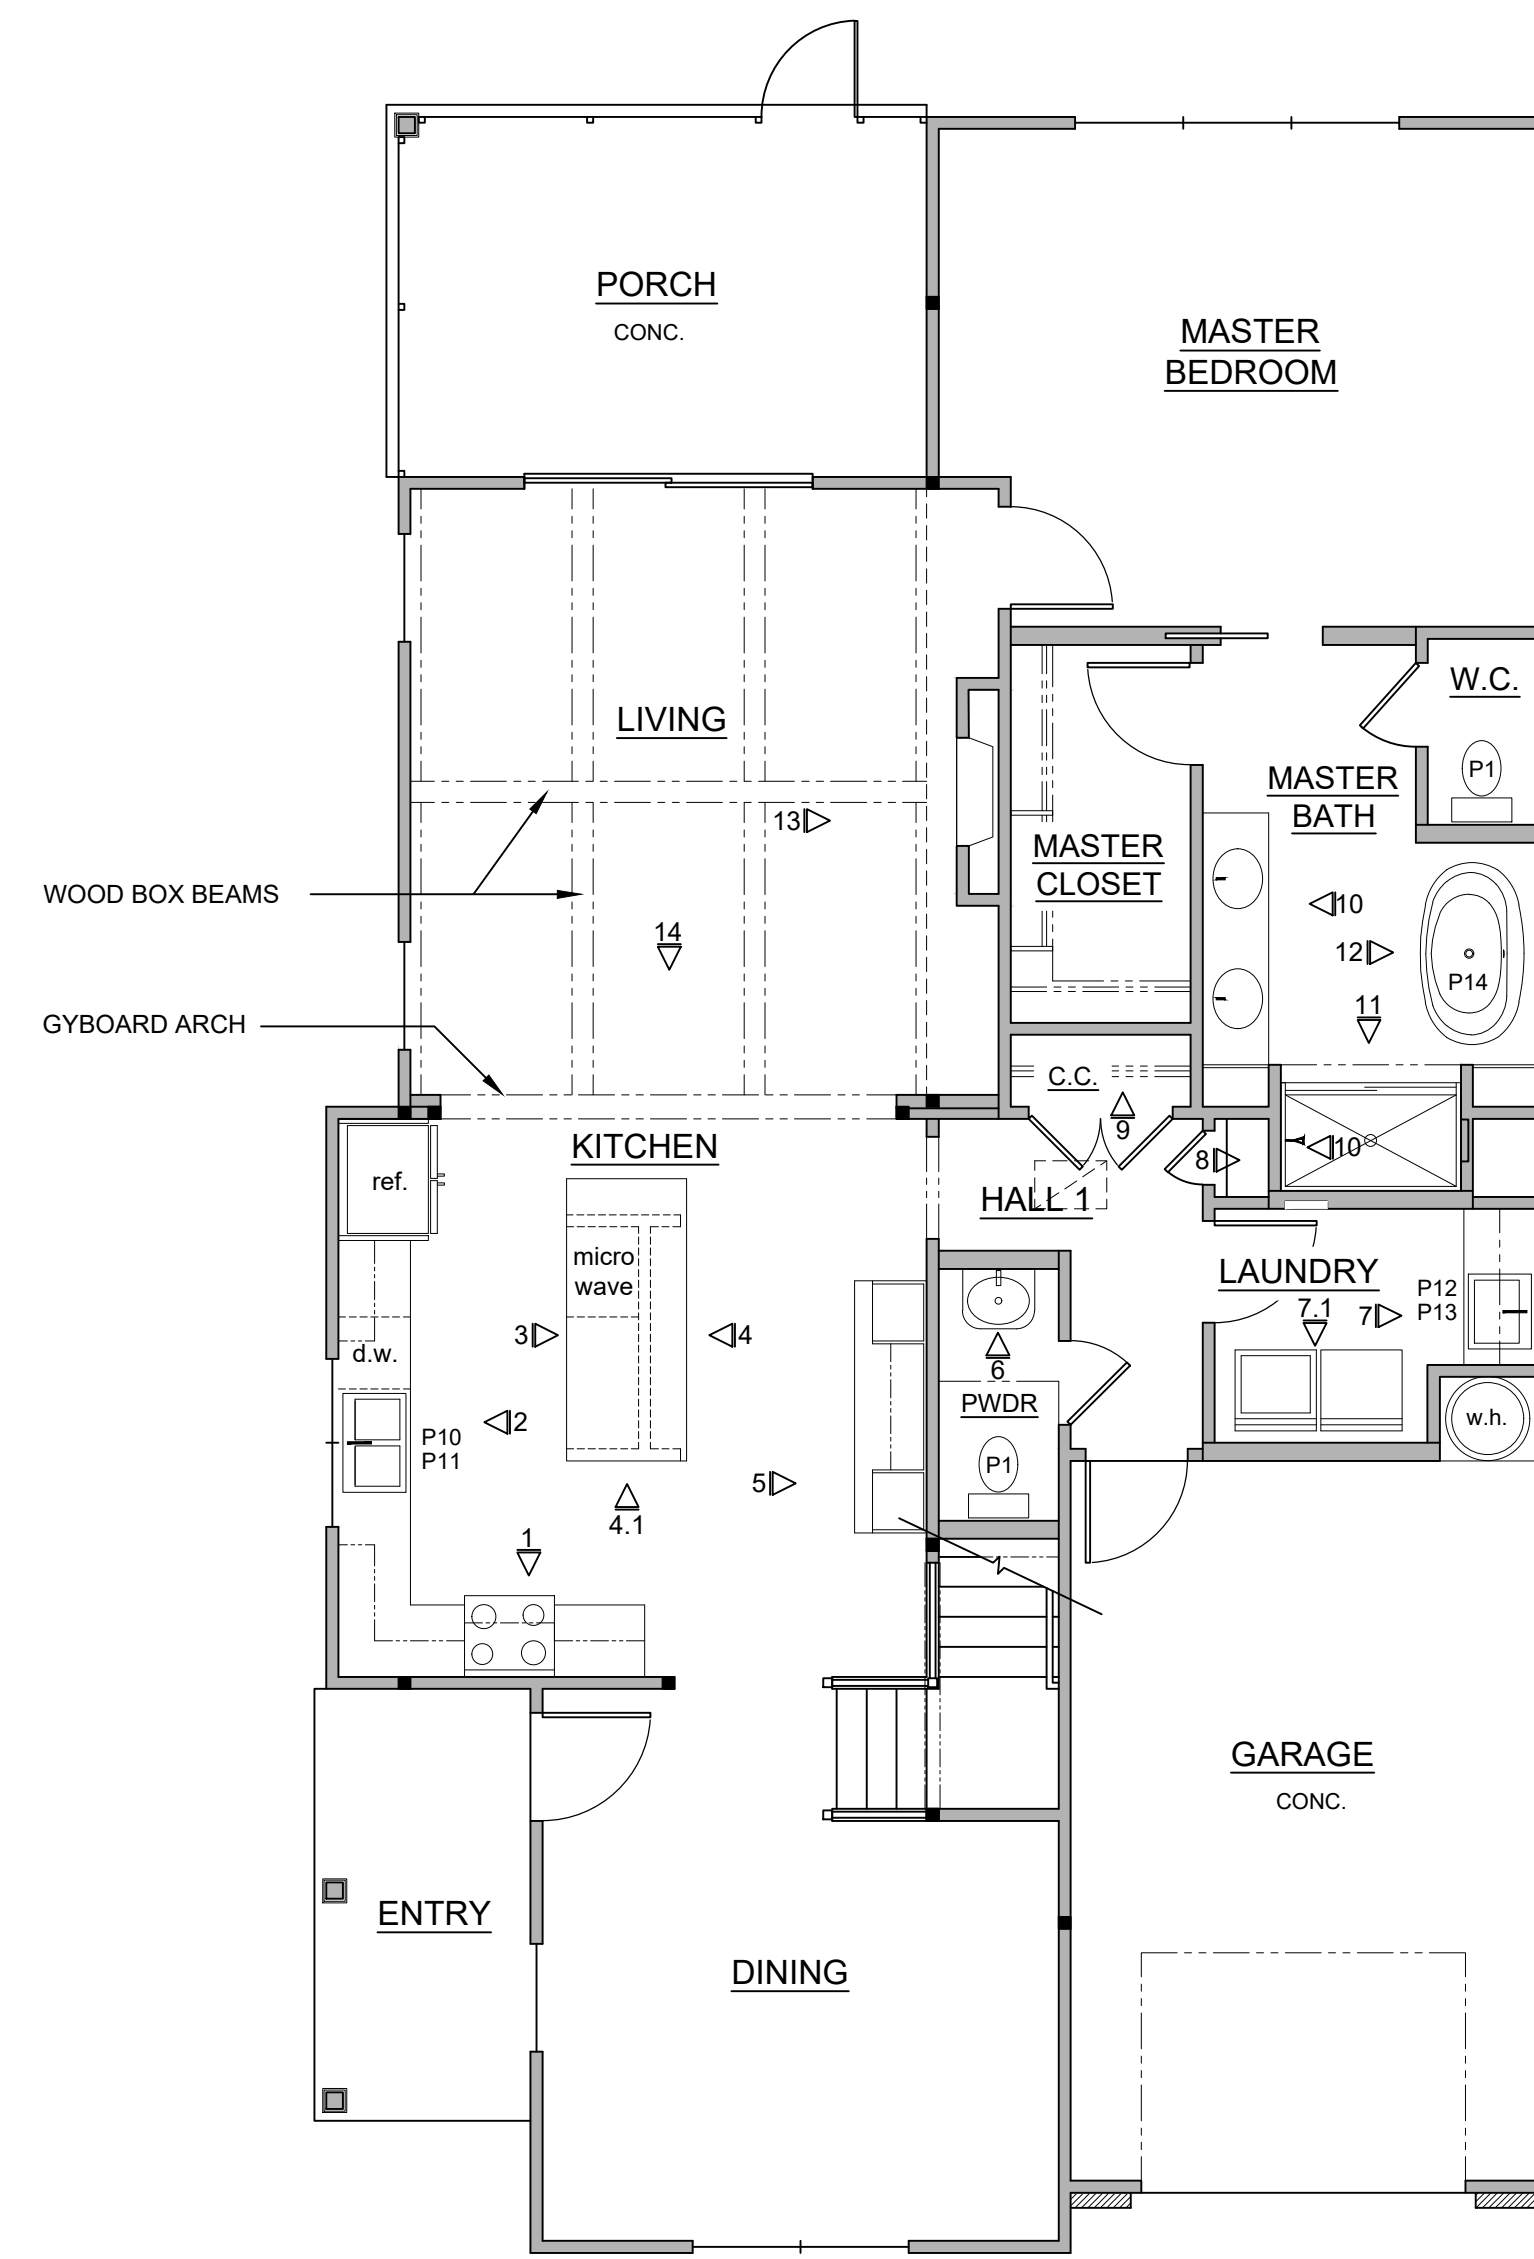 PORCH
CONC.
MASTER
BEDROOM
W.C.
P1
LIVING
MASTER
BATH
13
MASTER
CLOSET
WOOD BOX BEAMS
10
14
12
P14
11
GYBOARD ARCH
C.C.
9
KITCHEN
10
8
ref.
HALL 1
micro
wave
LAUNDRY
P12
P13
7.1
7
3
4
d.w.
6
PWDR
2
P10
P11
w.h.
P1
5
4.1
1
GARAGE
CONC.
ENTRY
DINING